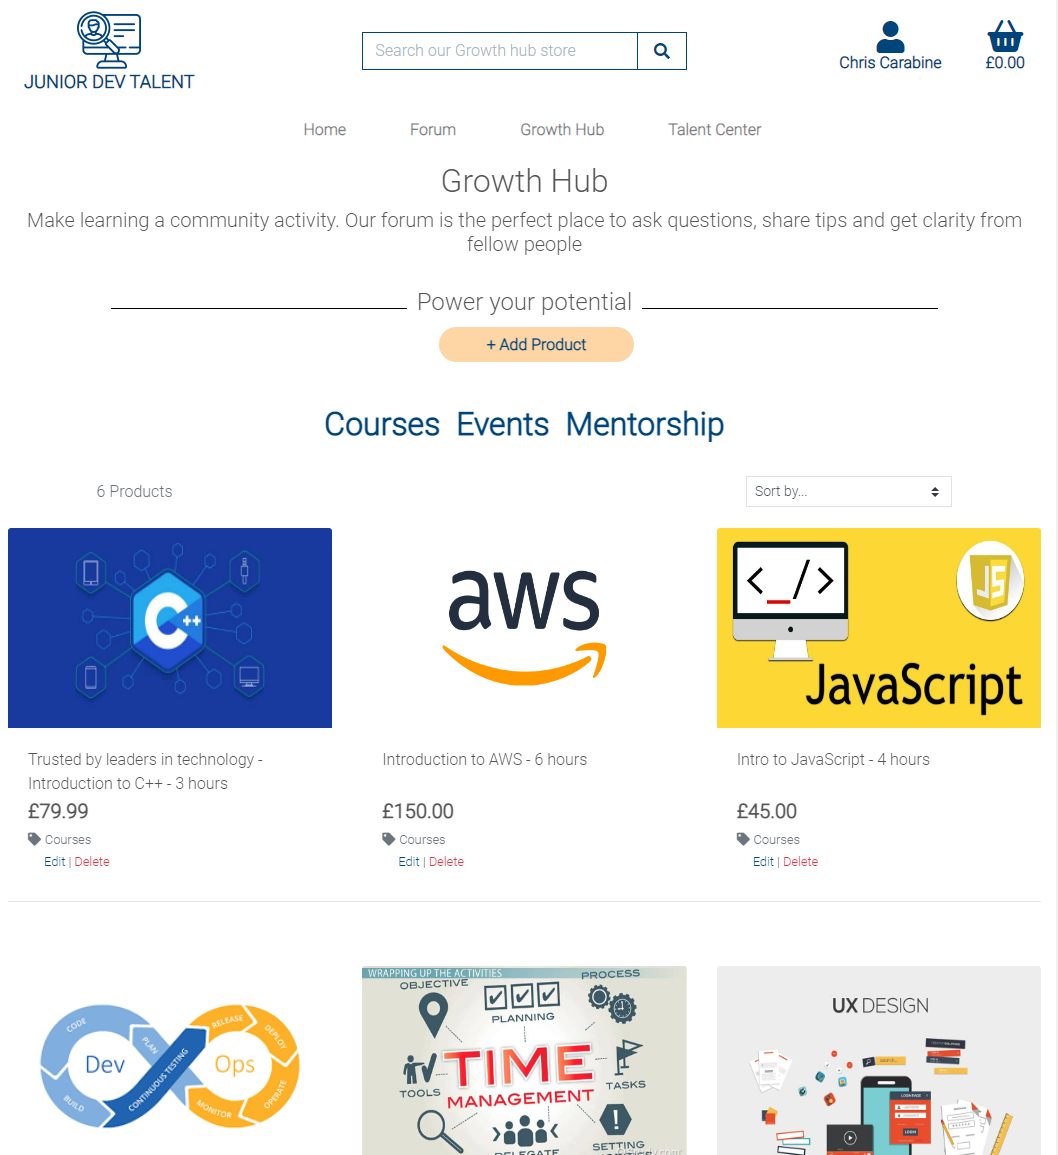 JUNIOR DEV TALENT
Search our Growth hub store
Chris Carabine
£0.00
Home
Forum
Growth Hub
Talent Center
Growth Hub
Make learning a community activity. Our forum is the perfect place to ask questions, share tips and get clarity from
fellow people
Power your potential
+ Add Product
Courses Events Mentorship
6 Products
Sort by...
C++
aws
</>
JS
JavaScript
Trusted by leaders in technology -
Introduction to C++ - 3 hours
£79.99
Courses
Edit | Delete
Introduction to AWS - 6 hours
£150.00
Courses
Edit | Delete
Intro to JavaScript - 4 hours
£45.00
Courses
Edit | Delete
CODE
PLAN
BUILD
CONTINUOUS TESTING
RELEASE
DEPLOY
OPERATE
MONITOR
Dev
Ops
WRAPPING UP THE ACTIVITIES
OBJECTIVE
PLANNING
PROCESS
TIME
MANAGEMENT
TOOLS
TASKS
DELEGATE
SETTING
UX DESIGN
LOGIN